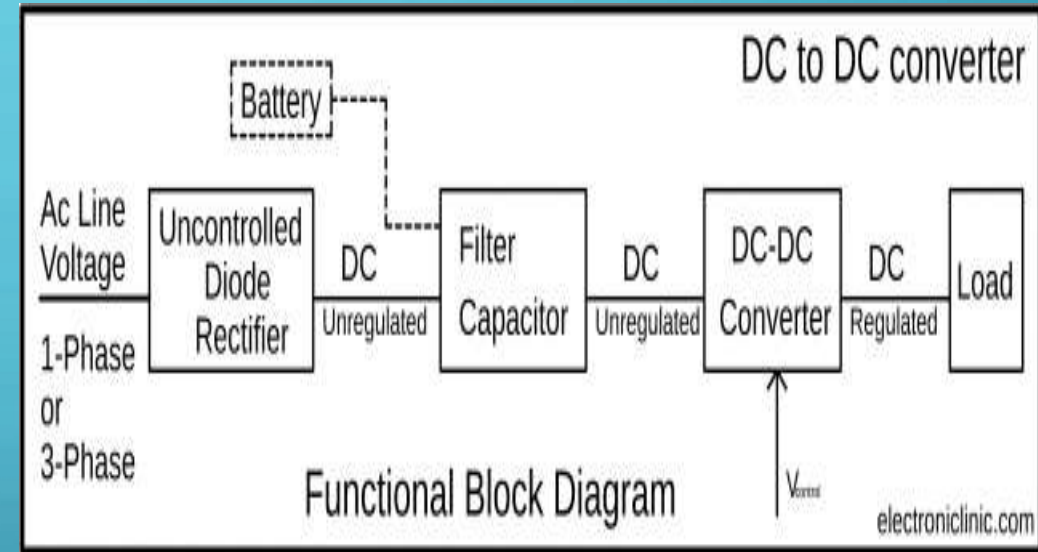 DC to DC converter
Battery
Ac Line
Voltage
1-Phase
or
3-Phase
Uncontrolled
Diode
Rectifier
DC
Unregulated
Filter
Capacitor
DC
Unregulated
DC-DC
Converter
DC
Regulated
Load
Vcontrol
Functional Block Diagram
electroniclinic.com